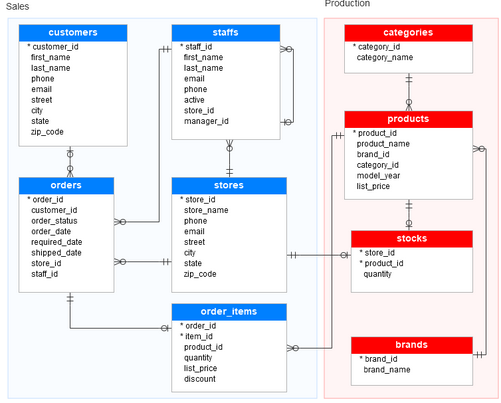 Sales
customers
* customer_id
first_name
last_name
phone
email
street
city
state
zip_code
staffs
* staff_id
first_name
last_name
email
phone
active
store_id
manager_id
orders
* order_id
customer_id
order_status
order_date
required_date
shipped_date
store_id
staff_id
stores
* store_id
store_name
phone
email
street
city
state
zip_code
order_items
* order_id
* item_id
product_id
quantity
list_price
discount
Production
categories
* category_id
category_name
products
* product_id
product_name
brand_id
category_id
model_year
list_price
stocks
* store_id
* product_id
quantity
brands
* brand_id
brand_name